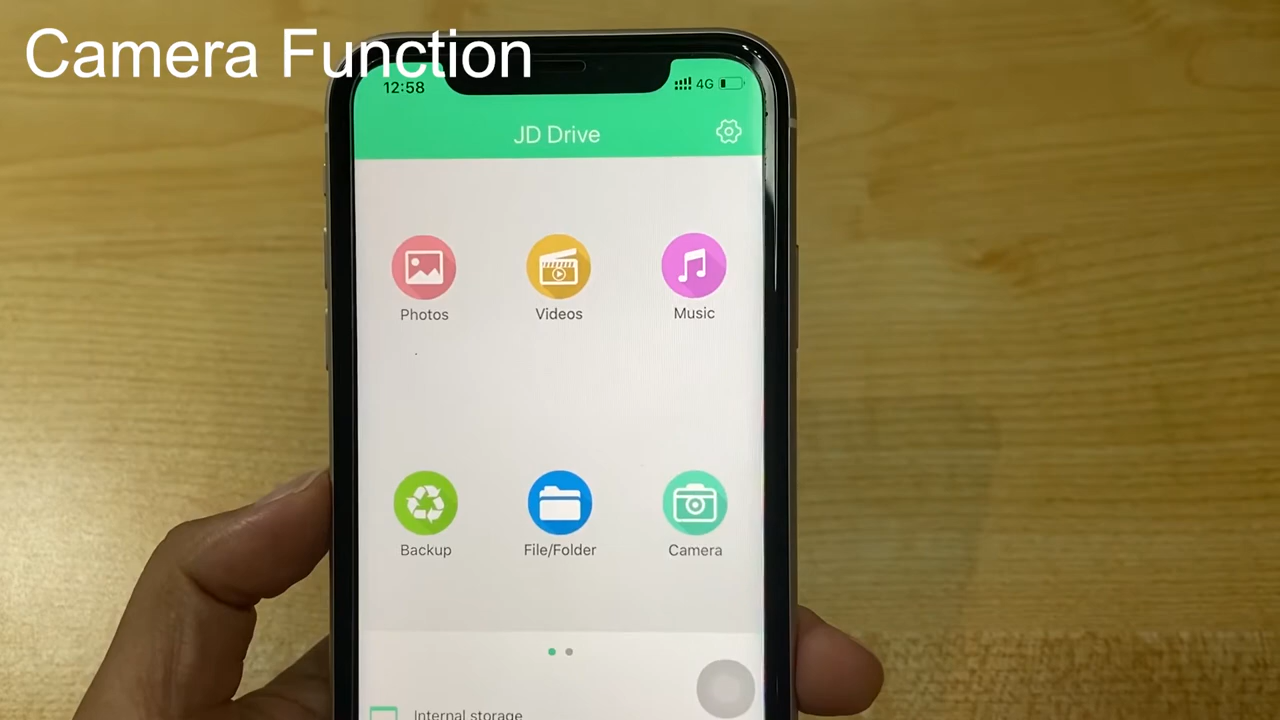 Camera Function
12:58
4G
JD Drive
Photos
Videos
Music
Backup
File/Folder
Camera
Internal storage